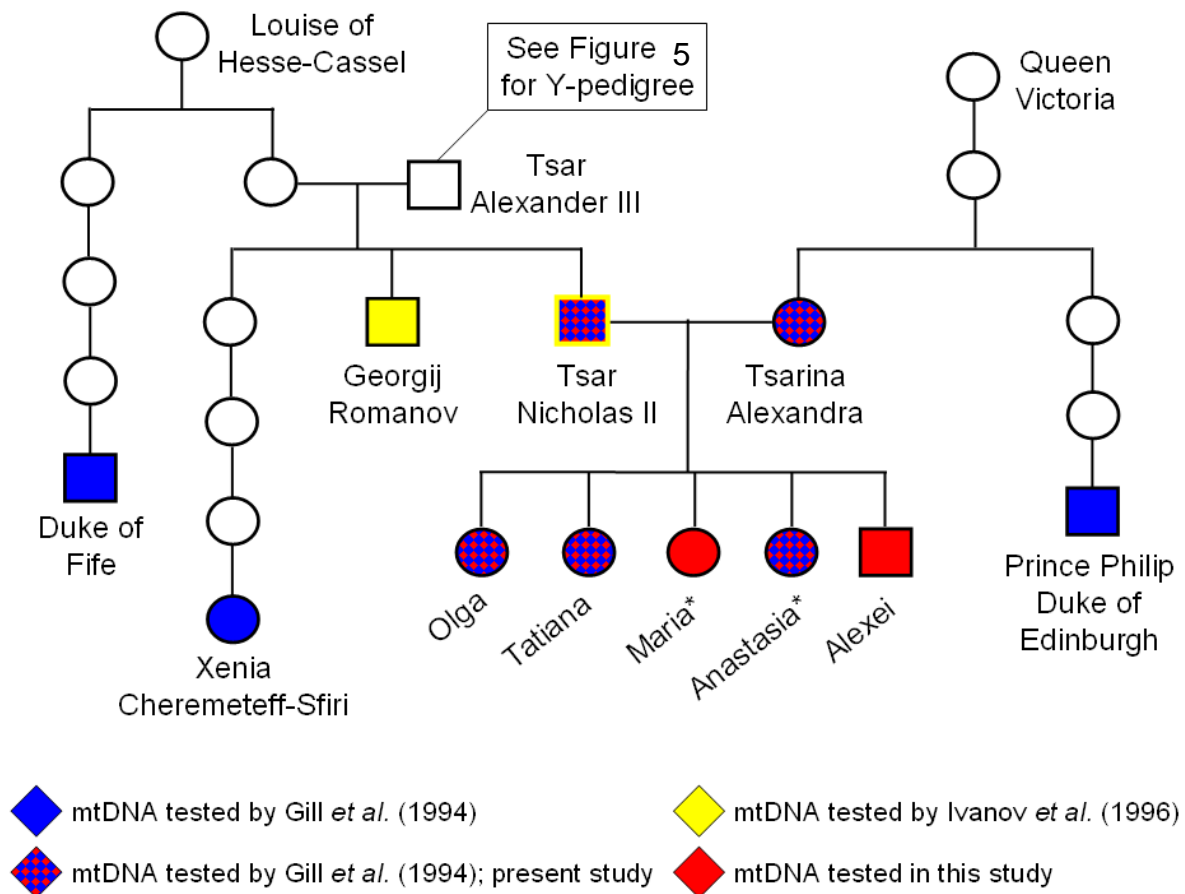 Louise of
Hesse-Cassel
See Figure 5
for Y-pedigree
Queen
Victoria
Tsar
Alexander III
Georgij
Romanov
Tsar
Nicholas II
Tsarina
Alexandra
Duke of
Fife
Xenia
Cheremeteff-Sfiri
Olga
Tatiana
Maria*
Anastasia*
Alexei
Prince Philip
Duke of
Edinburgh
mtDNA tested by Gill et al. (1994)
mtDNA tested by Ivanov et al. 1996)
mtDNA tested by Gill et al. (1994); present study
mtDNA tested in this study